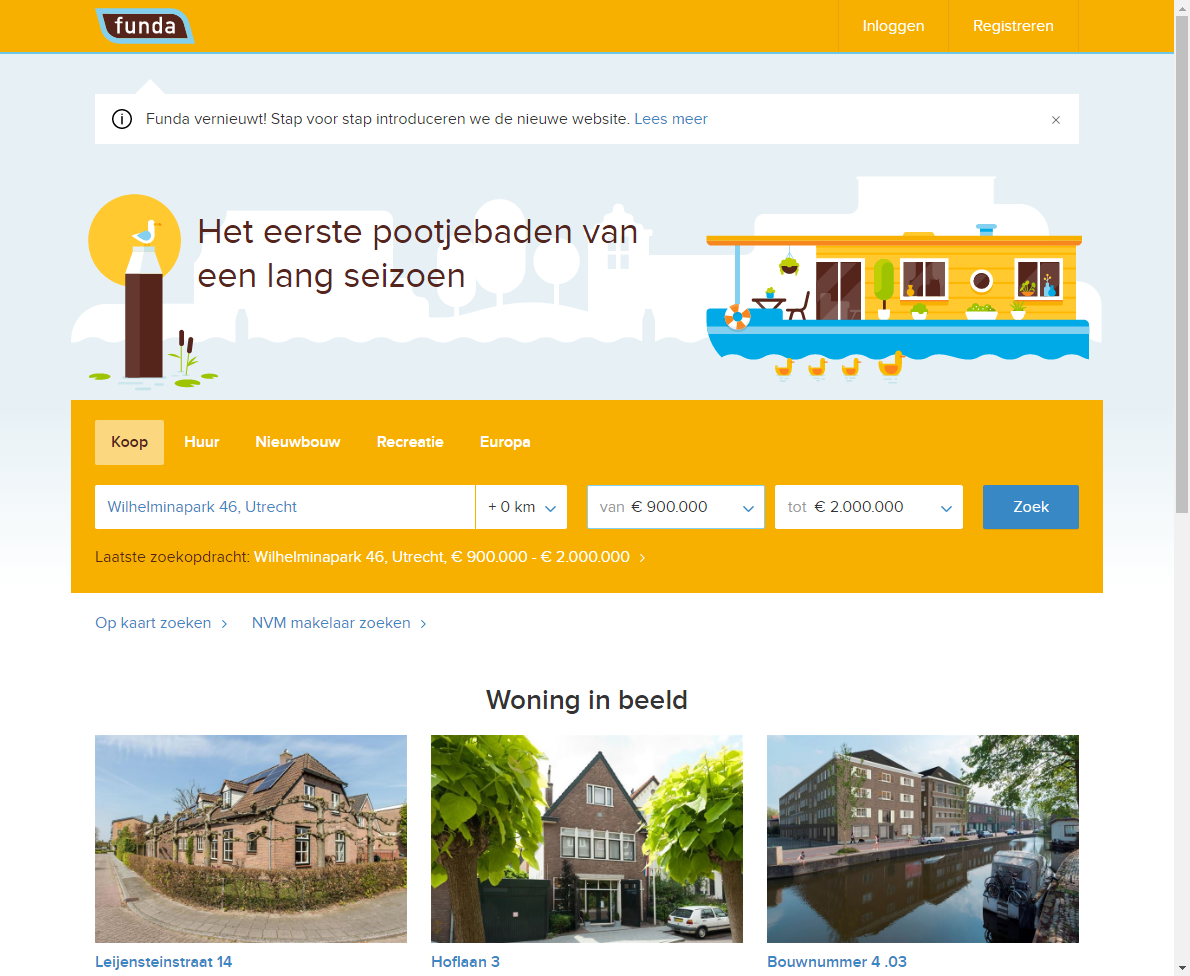 funda
Inloggen
Registreren
Funda vernieuwt! Stap voor stap introduceren we de nieuwe website. Lees meer
×
Het eerste pootjebaden van
een lang seizoen
Koop Huur Nieuwbouw Recreatie Europa
Wilhelminapark 46, Utrecht + 0 km van € 900.000 tot € 2.000.000 Zoek
Laatste zoekopdracht: Wilhelminapark 46, Utrecht, € 900.000 - € 2.000.000 >
Op kaart zoeken > NVM makelaar zoeken >
Woning in beeld
Leijensteinstraat 14 Hoflaan 3 Bouwnummer 4 .03